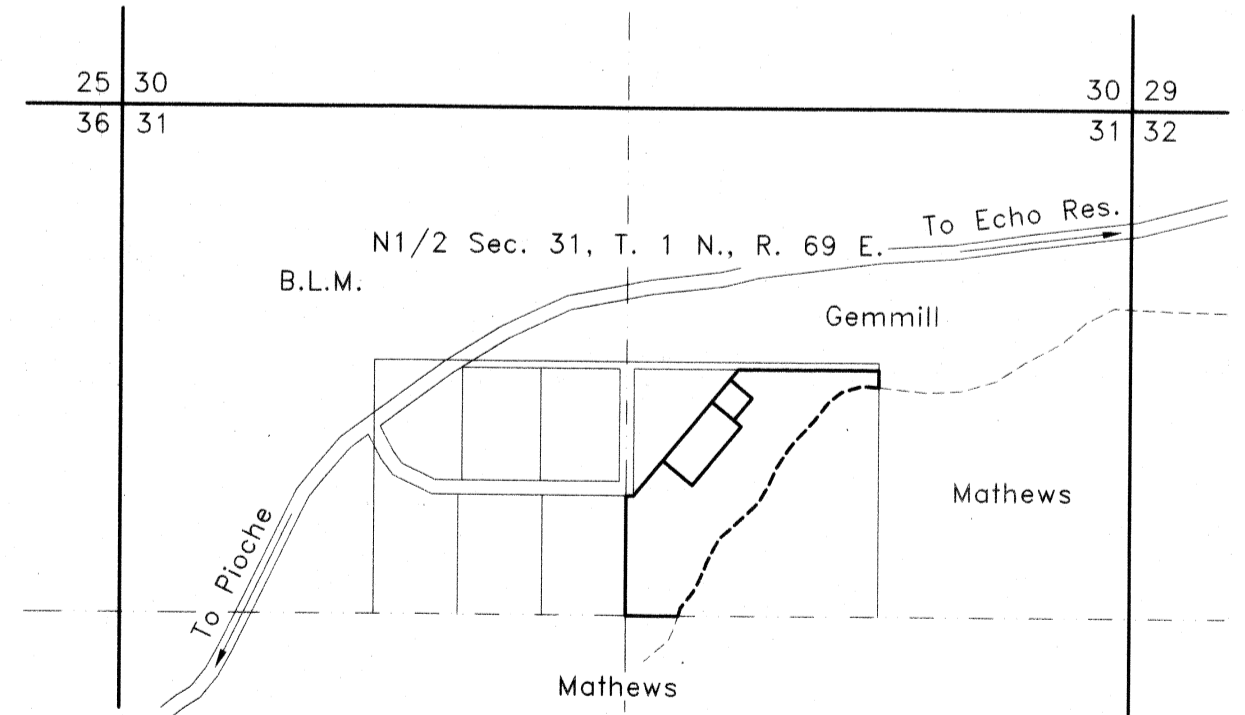 25 30
30 29
36 31
31 32
To Echo Res.
N1/2 Sec. 31, T. 1 N., R. 69 E.
B.L.M.
Gemmill
Mathews
To Pioche
Mathews